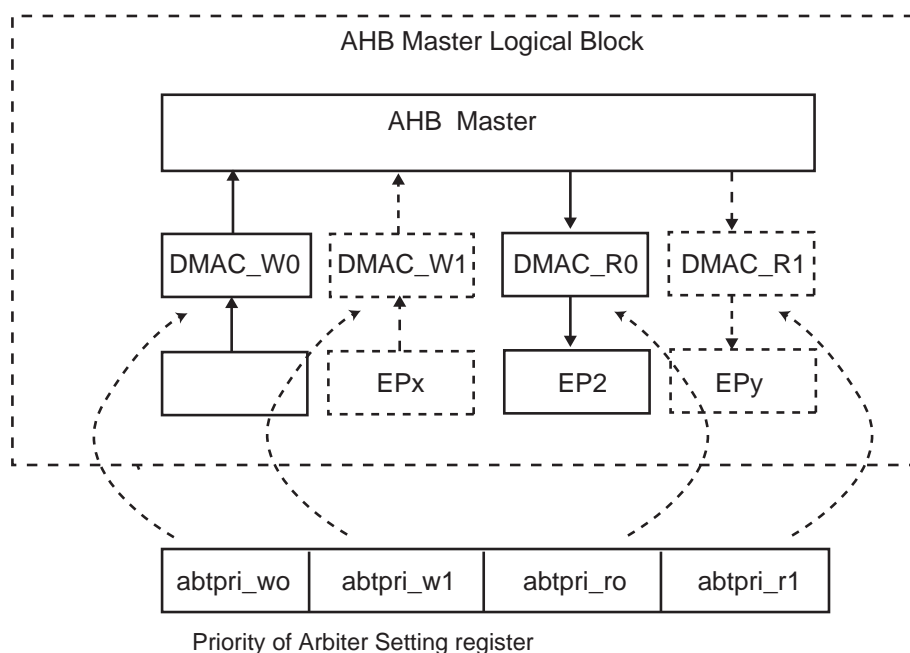 AHB Master Logical Block
AHB Master
DMAC_W0 DMAC_W1 DMAC_R0 DMAC_R1
EPx EP2 EPy
abtpri_wo abtpri_w1 abtpri_ro abtpri_r1
Priority of Arbiter Setting register